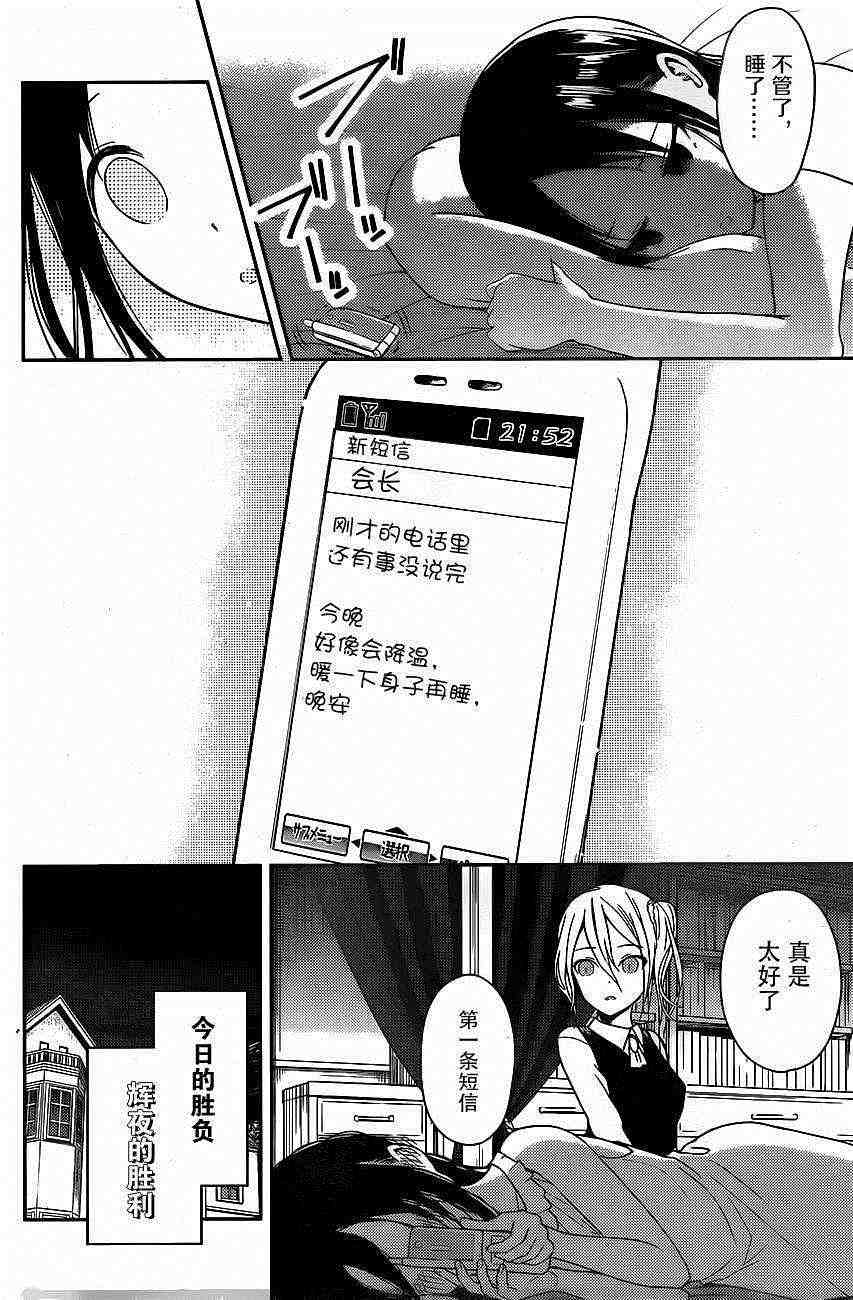 不管了，
睡了……
ヴーッ
ヴーッ
21:52
新短信
会长
刚才的电话里
还有事没说完
今晚
好像会降温，
暖一下身子再睡，
晚安
サブメニュー
選択
真是
太好了
第一条短信
今日的胜负
辉夜的胜利